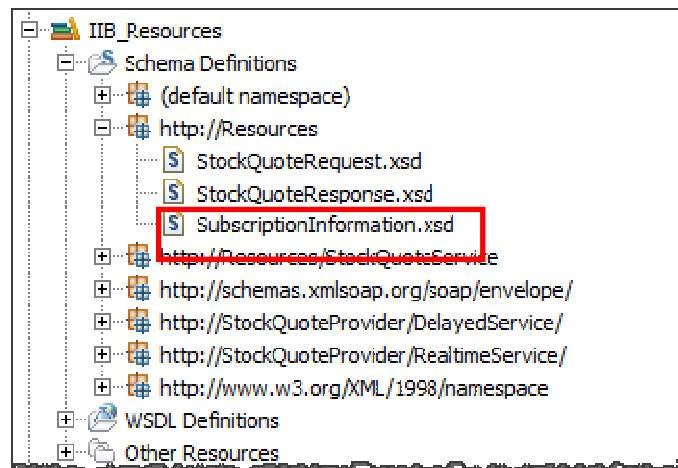 IIB_Resources
Schema Definitions
(default namespace)
http://Resources
StockQuoteRequest.xsd
StockQuoteResponse.xsd
SubscriptionInformation.xsd
http://Resources/StockQuoteService
http://schemas.xmlsoap.org/soap/envelope/
http://StockQuoteProvider/DelayedService/
http://StockQuoteProvider/RealtimeService/
http://www.w3.org/XML/1998/namespace
WSDL Definitions
Other Resources